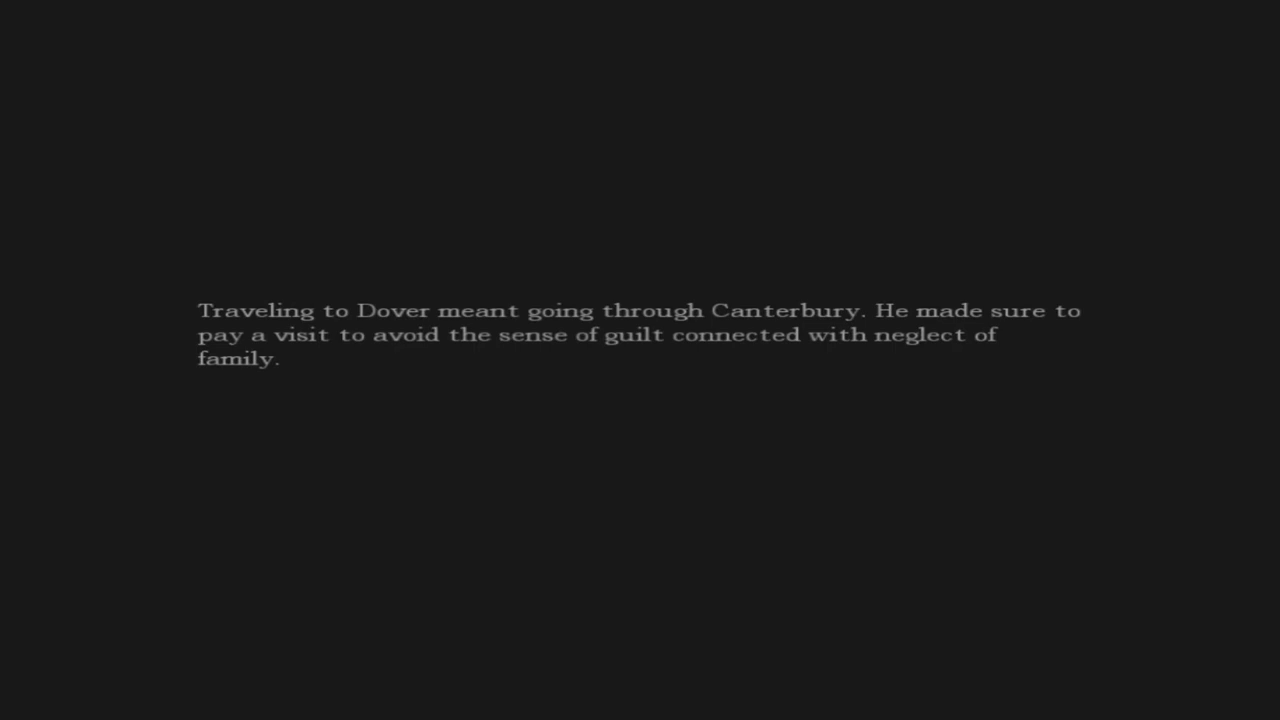 Traveling to Dover meant going through Canterbury. He made sure to
pay a visit to avoid the sense of guilt connected with neglect of
family.